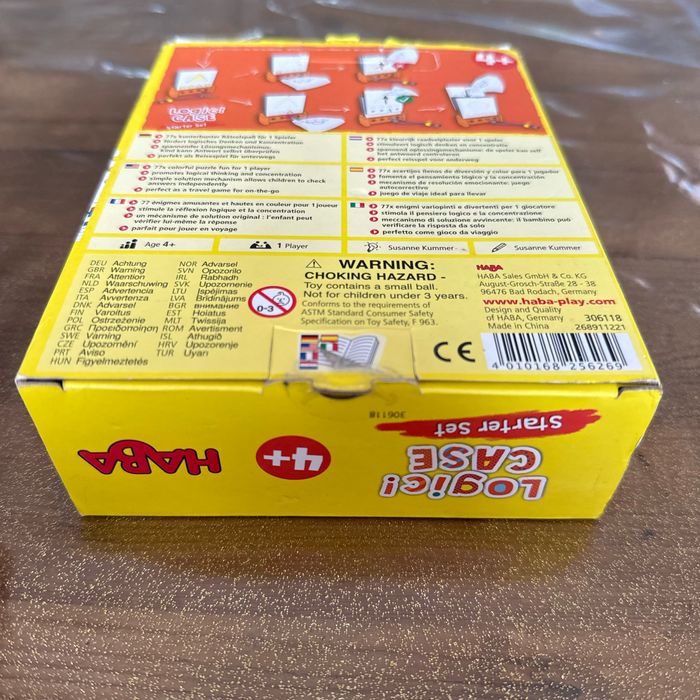 4+
LOGIC!
CASE
Starter Set
77x kunterbunter Rätselspaß für 1 Spieler
fördert logisches Denken und Konzentration
spannender Lösungsmechanismus:
Kind kann Antwort selbst überprüfen
perfekt als Reisespiel für unterwegs
77x colorful puzzle fun for 1 player
promotes logical thinking and concentration
simple solution mechanism allows children to check
answers independently
perfect as a travel game for on-the-go
77 énigmes amusantes et hautes en couleur pour 1 joueur
stimule la réflexion logique et la concentration
un mécanisme de solution original : l'enfant peut
vérifier lui-même la réponse
parfait pour jouer en voyage
77x kleurrijk raadselplezier voor 1 speler
stimuleert logisch denken en concentratie
spannend oplossingsmechanisme: de speler kan zelf
het antwoord controleren
perfect reisspel voor onderweg
77x acertijos llenos de diversión y color para 1 jugador
fomenta el pensamiento lógico y la concentración
mecanismo de resolución emocionante: juego
autocorrectivo
juego de viaje ideal para llevar
77x enigmi variopinti e divertenti per 1 giocatore
stimola il pensiero logico e la concentrazione
meccanismo di soluzione avvincente: il bambino può
verificare la risposta da solo
perfetto come gioco da viaggio
Age 4+
1 Player
Susanne Kummer
Susanne Kummer
DEU Achtung
GBR Warning
FRA Attention
NLD Waarschuwing
ESP Advertencia
ITA Avvertenza
DNK Advarsel
FIN Varoitus
POL Ostrzeżenie
GRC Προειδοποίηση
SWE Varning
CZE Upozornění
PRT Aviso
HUN Figyelmeztetés
NOR Advarsel
SVN Opozorilo
IRL Rabhadh
SVK Upozornenie
LTU Įspėjimas
LVA Brīdinājums
BGR внимание
EST Hoiatus
MLT Twissija
ROM Avertisment
ISL Athugið
HRV Upozorenje
TUR Uyarı
0-3
WARNING:
CHOKING HAZARD -
Toy contains a small ball.
Not for children under 3 years.
Conforms to the requirements of
ASTM Standard Consumer Safety
Specification on Toy Safety, F 963.
HABA
HABA Sales GmbH & Co. KG
August-Grosch-Straße 28 - 38
96476 Bad Rodach, Germany
www.haba-play.com
Design and Quality
of HABA, Germany
Made in China
306118
268911221
CE
4 010168 256269
306118
HABA
4+
LOGIC!
CASE
Starter Set